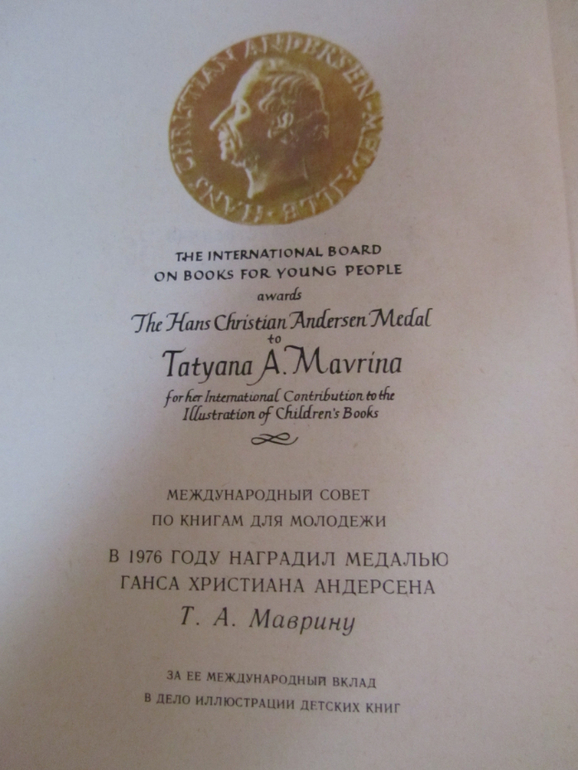 HANS CHRISTIAN ANDERSEN MEDAILLE
THE INTERNATIONAL BOARD
ON BOOKS FOR YOUNG PEOPLE
awards
The Hans Christian Andersen Medal
to
Tatyana A. Mavrina
for her International Contribution to the
Illustration of Children's Books
МЕЖДУНАРОДНЫЙ СОВЕТ
ПО КНИГАМ ДЛЯ МОЛОДЕЖИ
В 1976 ГОДУ НАГРАДИЛ МЕДАЛЬЮ
ГАНСА ХРИСТИАНА АНДЕРСЕНА
Т. А. Маврину
ЗА ЕЕ МЕЖДУНАРОДНЫЙ ВКЛАД
В ДЕЛО ИЛЛЮСТРАЦИИ ДЕТСКИХ КНИГ